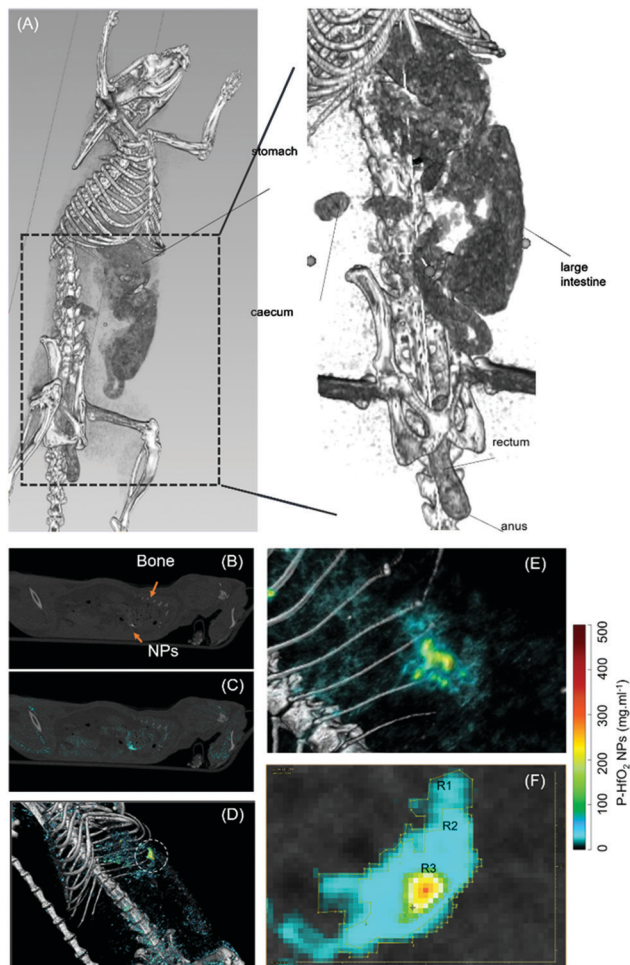 (A)
stomach
caecum
large
intestine
rectum
anus
(B)
Bone
NPs
(C)
(D)
(E)
(F)
R1
R2
R3
500
400
300
200
100
0
P-HfO₂ NPs (mg.ml⁻¹)